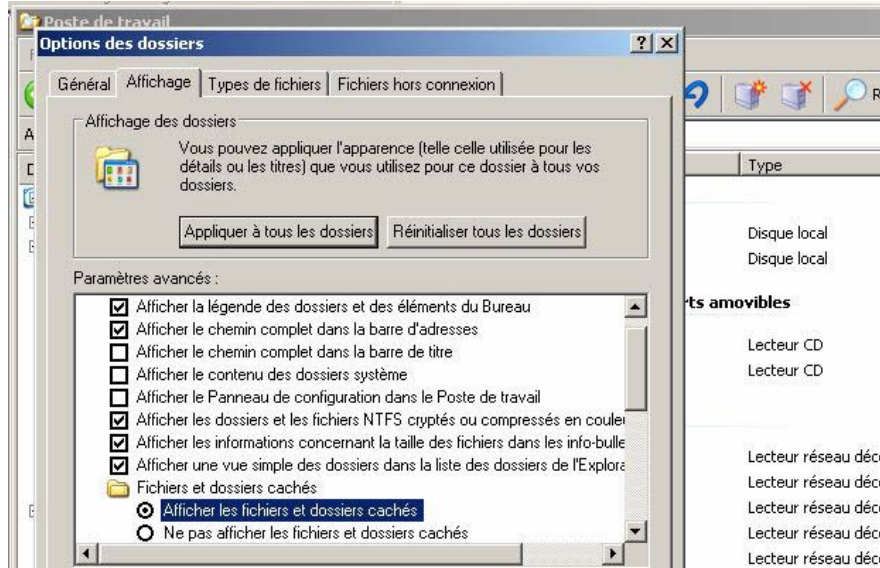 Poste de travail
Options des dossiers
Général Affichage Types de fichiers Fichiers hors connexion
Affichage des dossiers
Vous pouvez appliquer l'apparence (telle celle utilisée pour les
détails ou les titres) que vous utilisez pour ce dossier à tous vos
dossiers.
Appliquer à tous les dossiers Réinitialiser tous les dossiers
Paramètres avancés :
Afficher la légende des dossiers et des éléments du Bureau
Afficher le chemin complet dans la barre d'adresses
Afficher le chemin complet dans la barre de titre
Afficher le contenu des dossiers système
Afficher le Panneau de configuration dans le Poste de travail
Afficher les dossiers et les fichiers NTFS cryptés ou compressés en couleu
Afficher les informations concernant la taille des fichiers dans les info-bulle
Afficher une vue simple des dossiers dans la liste des dossiers de l'Explora
Fichiers et dossiers cachés
Afficher les fichiers et dossiers cachés
Ne pas afficher les fichiers et dossiers cachés
R
Type
Disque local
Disque local
rts amovibles
Lecteur CD
Lecteur CD
Lecteur réseau déco
Lecteur réseau déco
Lecteur réseau déco
Lecteur réseau déco
Lecteur réseau déco